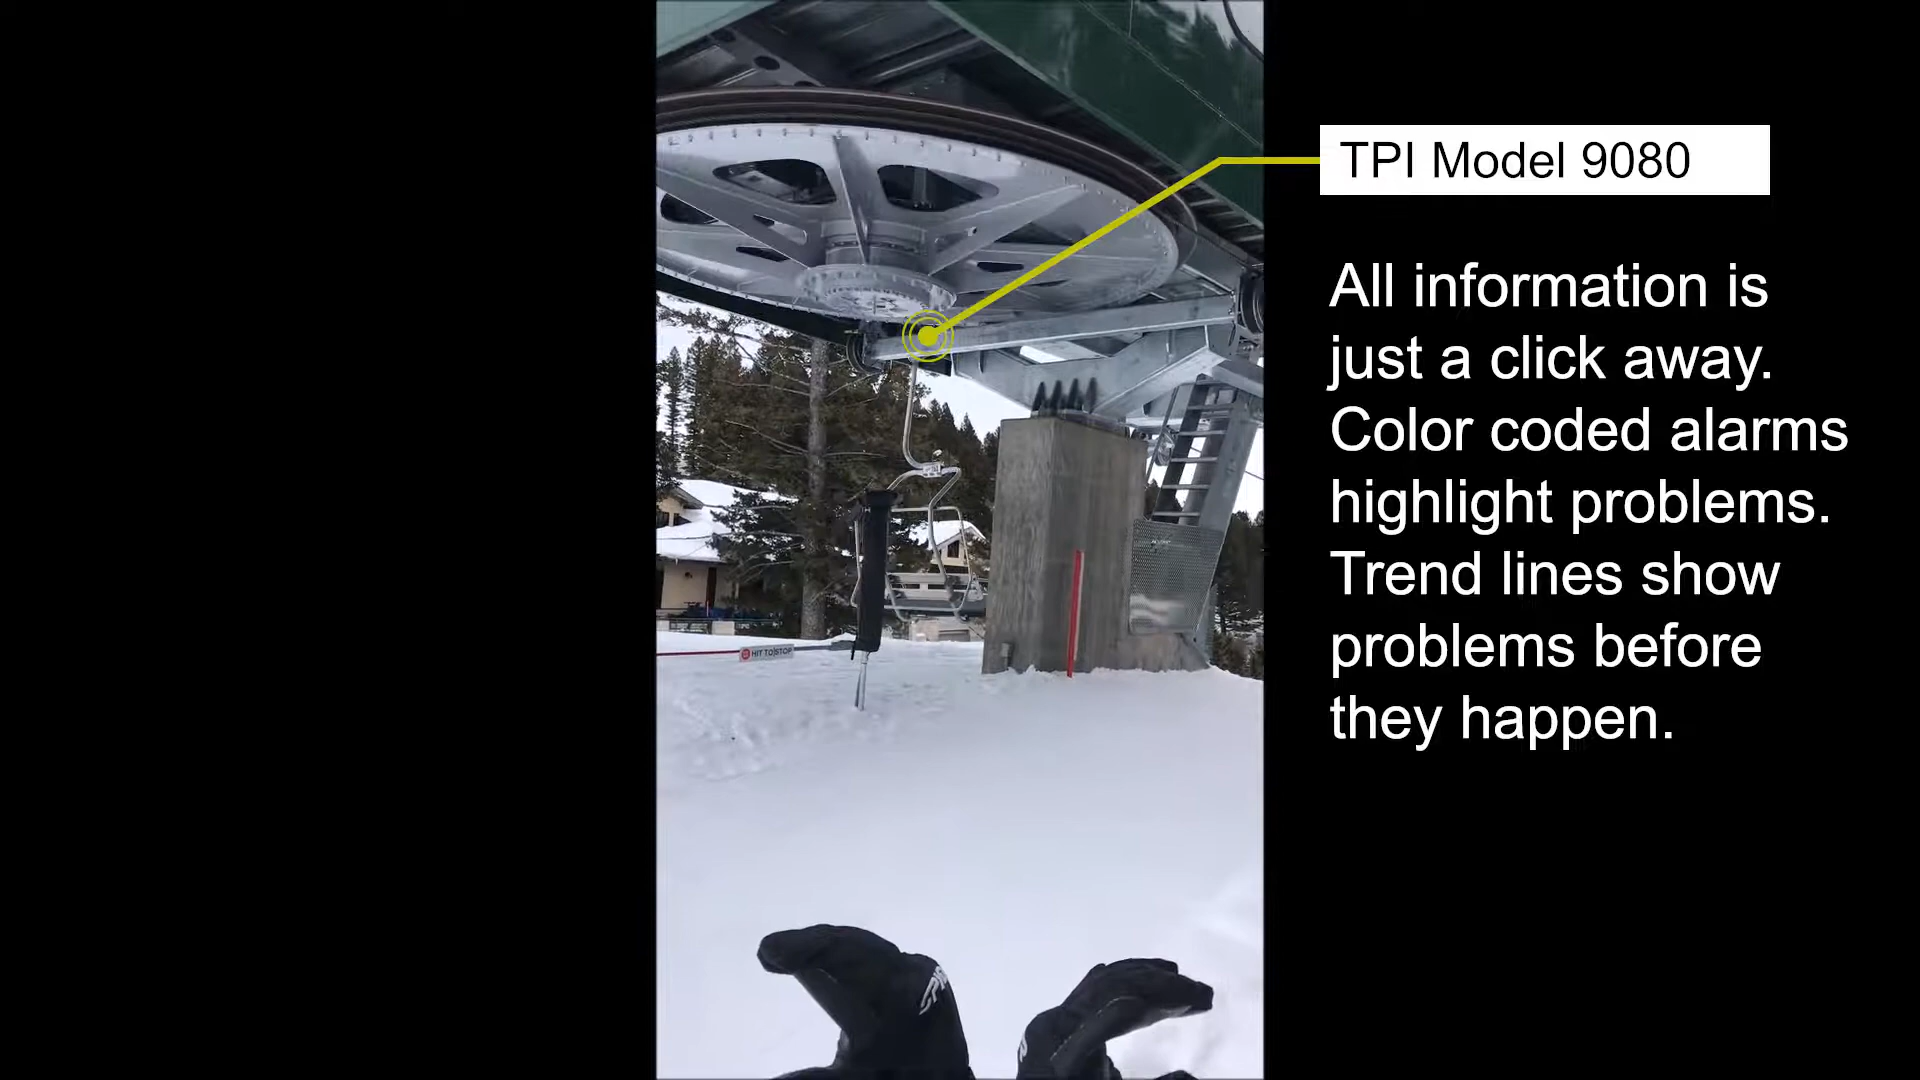 TPI Model 9080
All information is
just a click away.
Color coded alarms
highlight problems.
Trend lines show
problems before
they happen.
HIT TO STOP